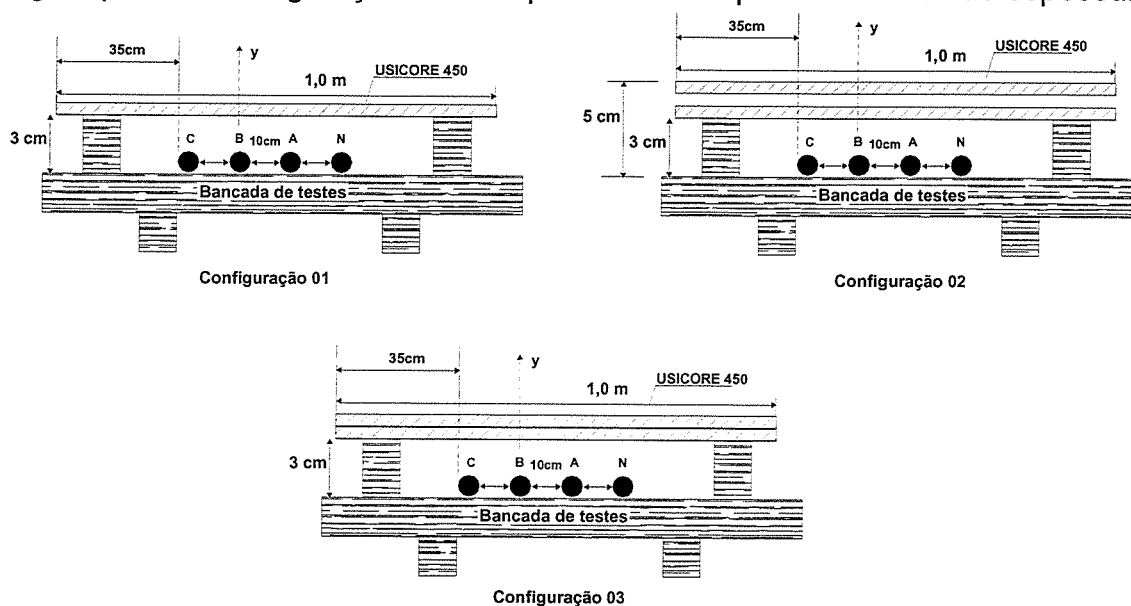 35cm
y
1,0 m
USICORE 450
3 cm
C B 10cm A N
Bancada de testes
Configuração 01
35cm
y
1,0 m
USICORE 450
5 cm
3 cm
C B 10cm A N
Bancada de testes
Configuração 02
35cm
y
1,0 m
USICORE 450
3 cm
C B 10cm A N
Bancada de testes
Configuração 03